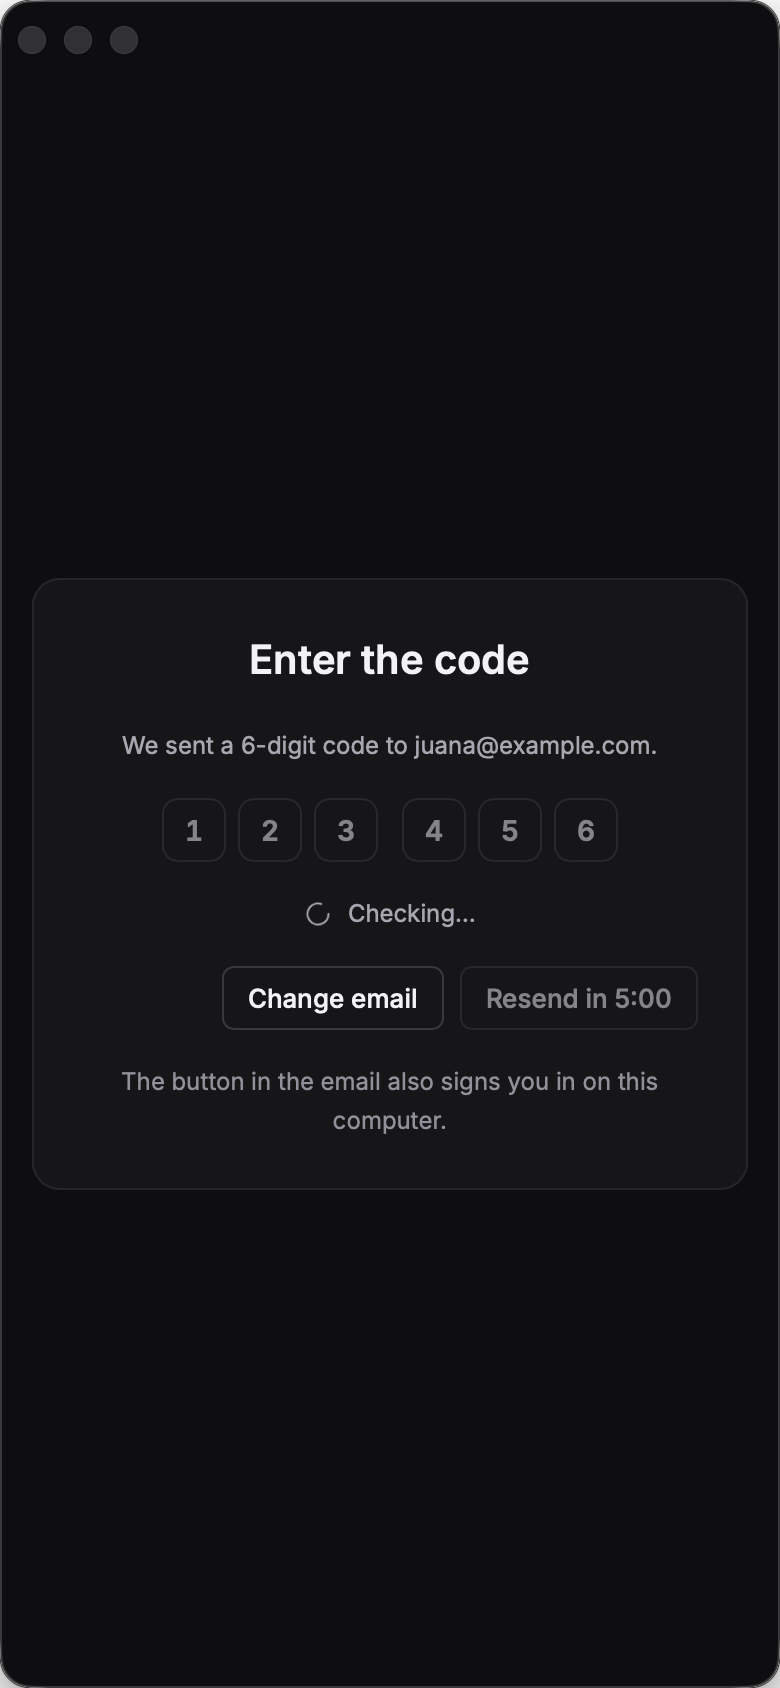 Enter the code
We sent a 6-digit code to juana@example.com.
1 2 3 4 5 6
Checking...
Change email Resend in 5:00
The button in the email also signs you in on this
computer.